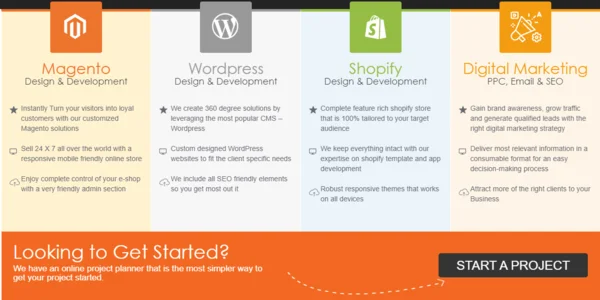 Magento
Design & Development
Instantly Turn your visitors into loyal
customers with our customized
Magento solutions
Sell 24 X 7 all over the world with a
responsive mobile friendly online store
Enjoy complete control of your e-shop
with a very friendly admin section
Wordpress
Design & Development
We create 360 degree solutions by
leveraging the most popular CMS –
Wordpress
Custom designed WordPress
websites to fit the client specific needs
We include all SEO friendly elements
so you get most out it
Shopify
Design & Development
Complete feature rich shopify store
that is 100% tailored to your target
audience
We keep everything intact with our
expertise on shopify template and app
development
Robust responsive themes that works
on all devices
Digital Marketing
PPC, Email & SEO
Gain brand awareness, grow traffic
and generate qualified leads with the
right digital marketing strategy
Deliver most relevant information in a
consumable format for an easy
decision-making process
Attract more of the right clients to your
Business
Looking to Get Started?
We have an online project planner that is the most simpler way to
get your project started.
START A PROJECT